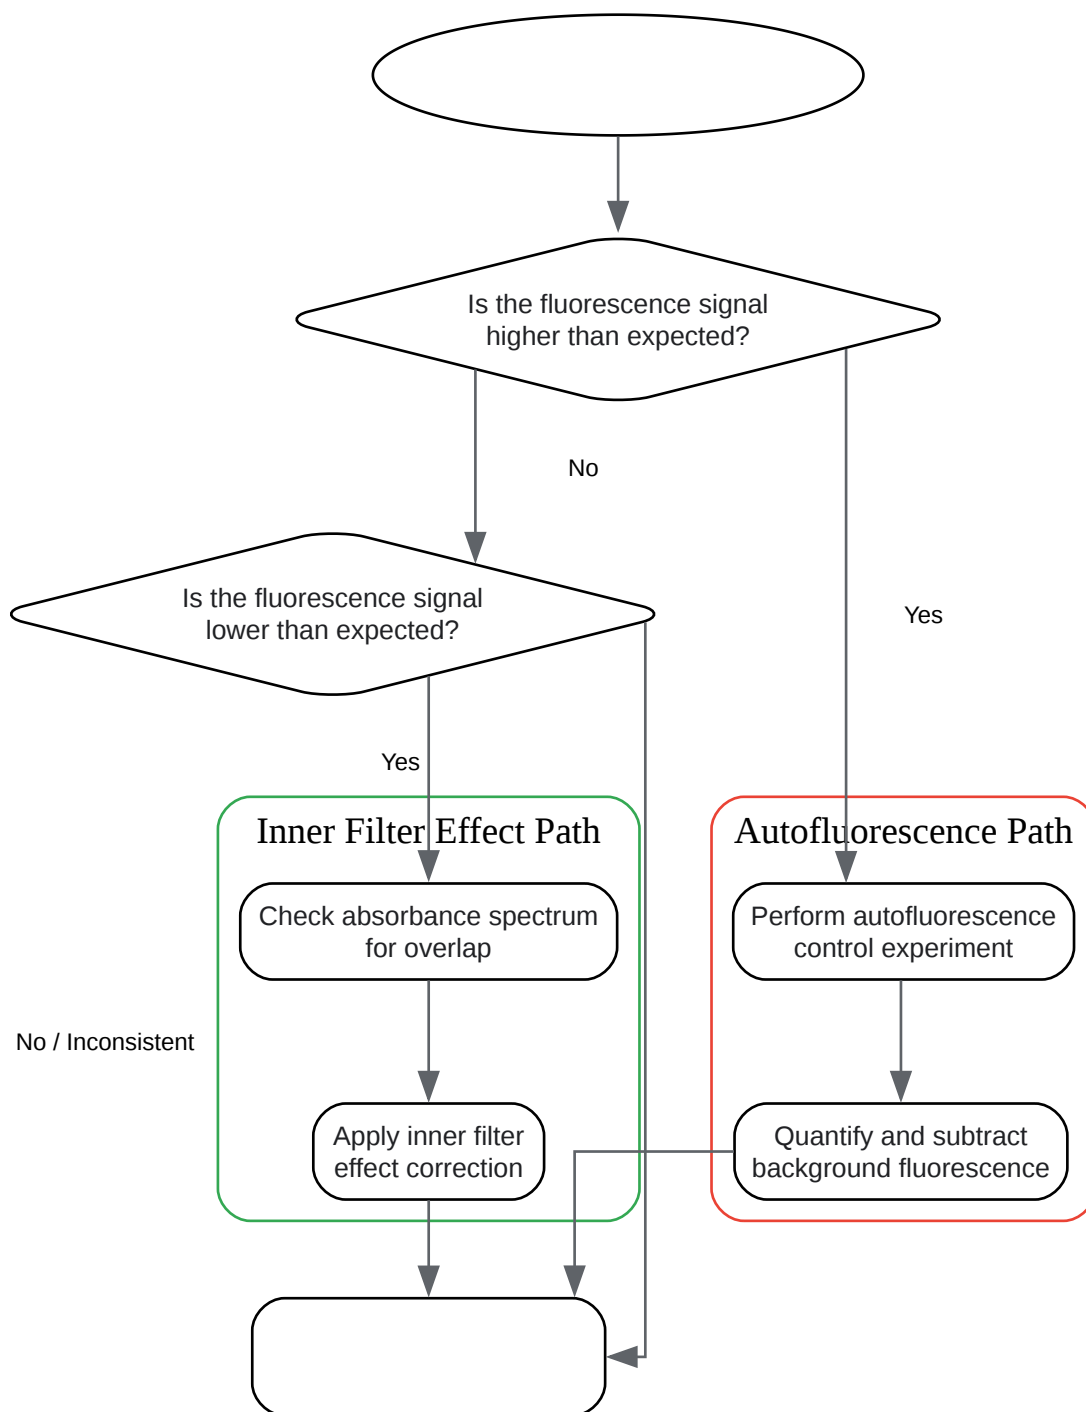 Is the fluorescence signal
higher than expected?
No
Is the fluorescence signal
lower than expected?
Yes
Yes
Inner Filter Effect Path
Autofluorescence Path
Check absorbance spectrum
for overlap
Perform autofluorescence
control experiment
No / Inconsistent
Apply inner filter
effect correction
Quantify and subtract
background fluorescence